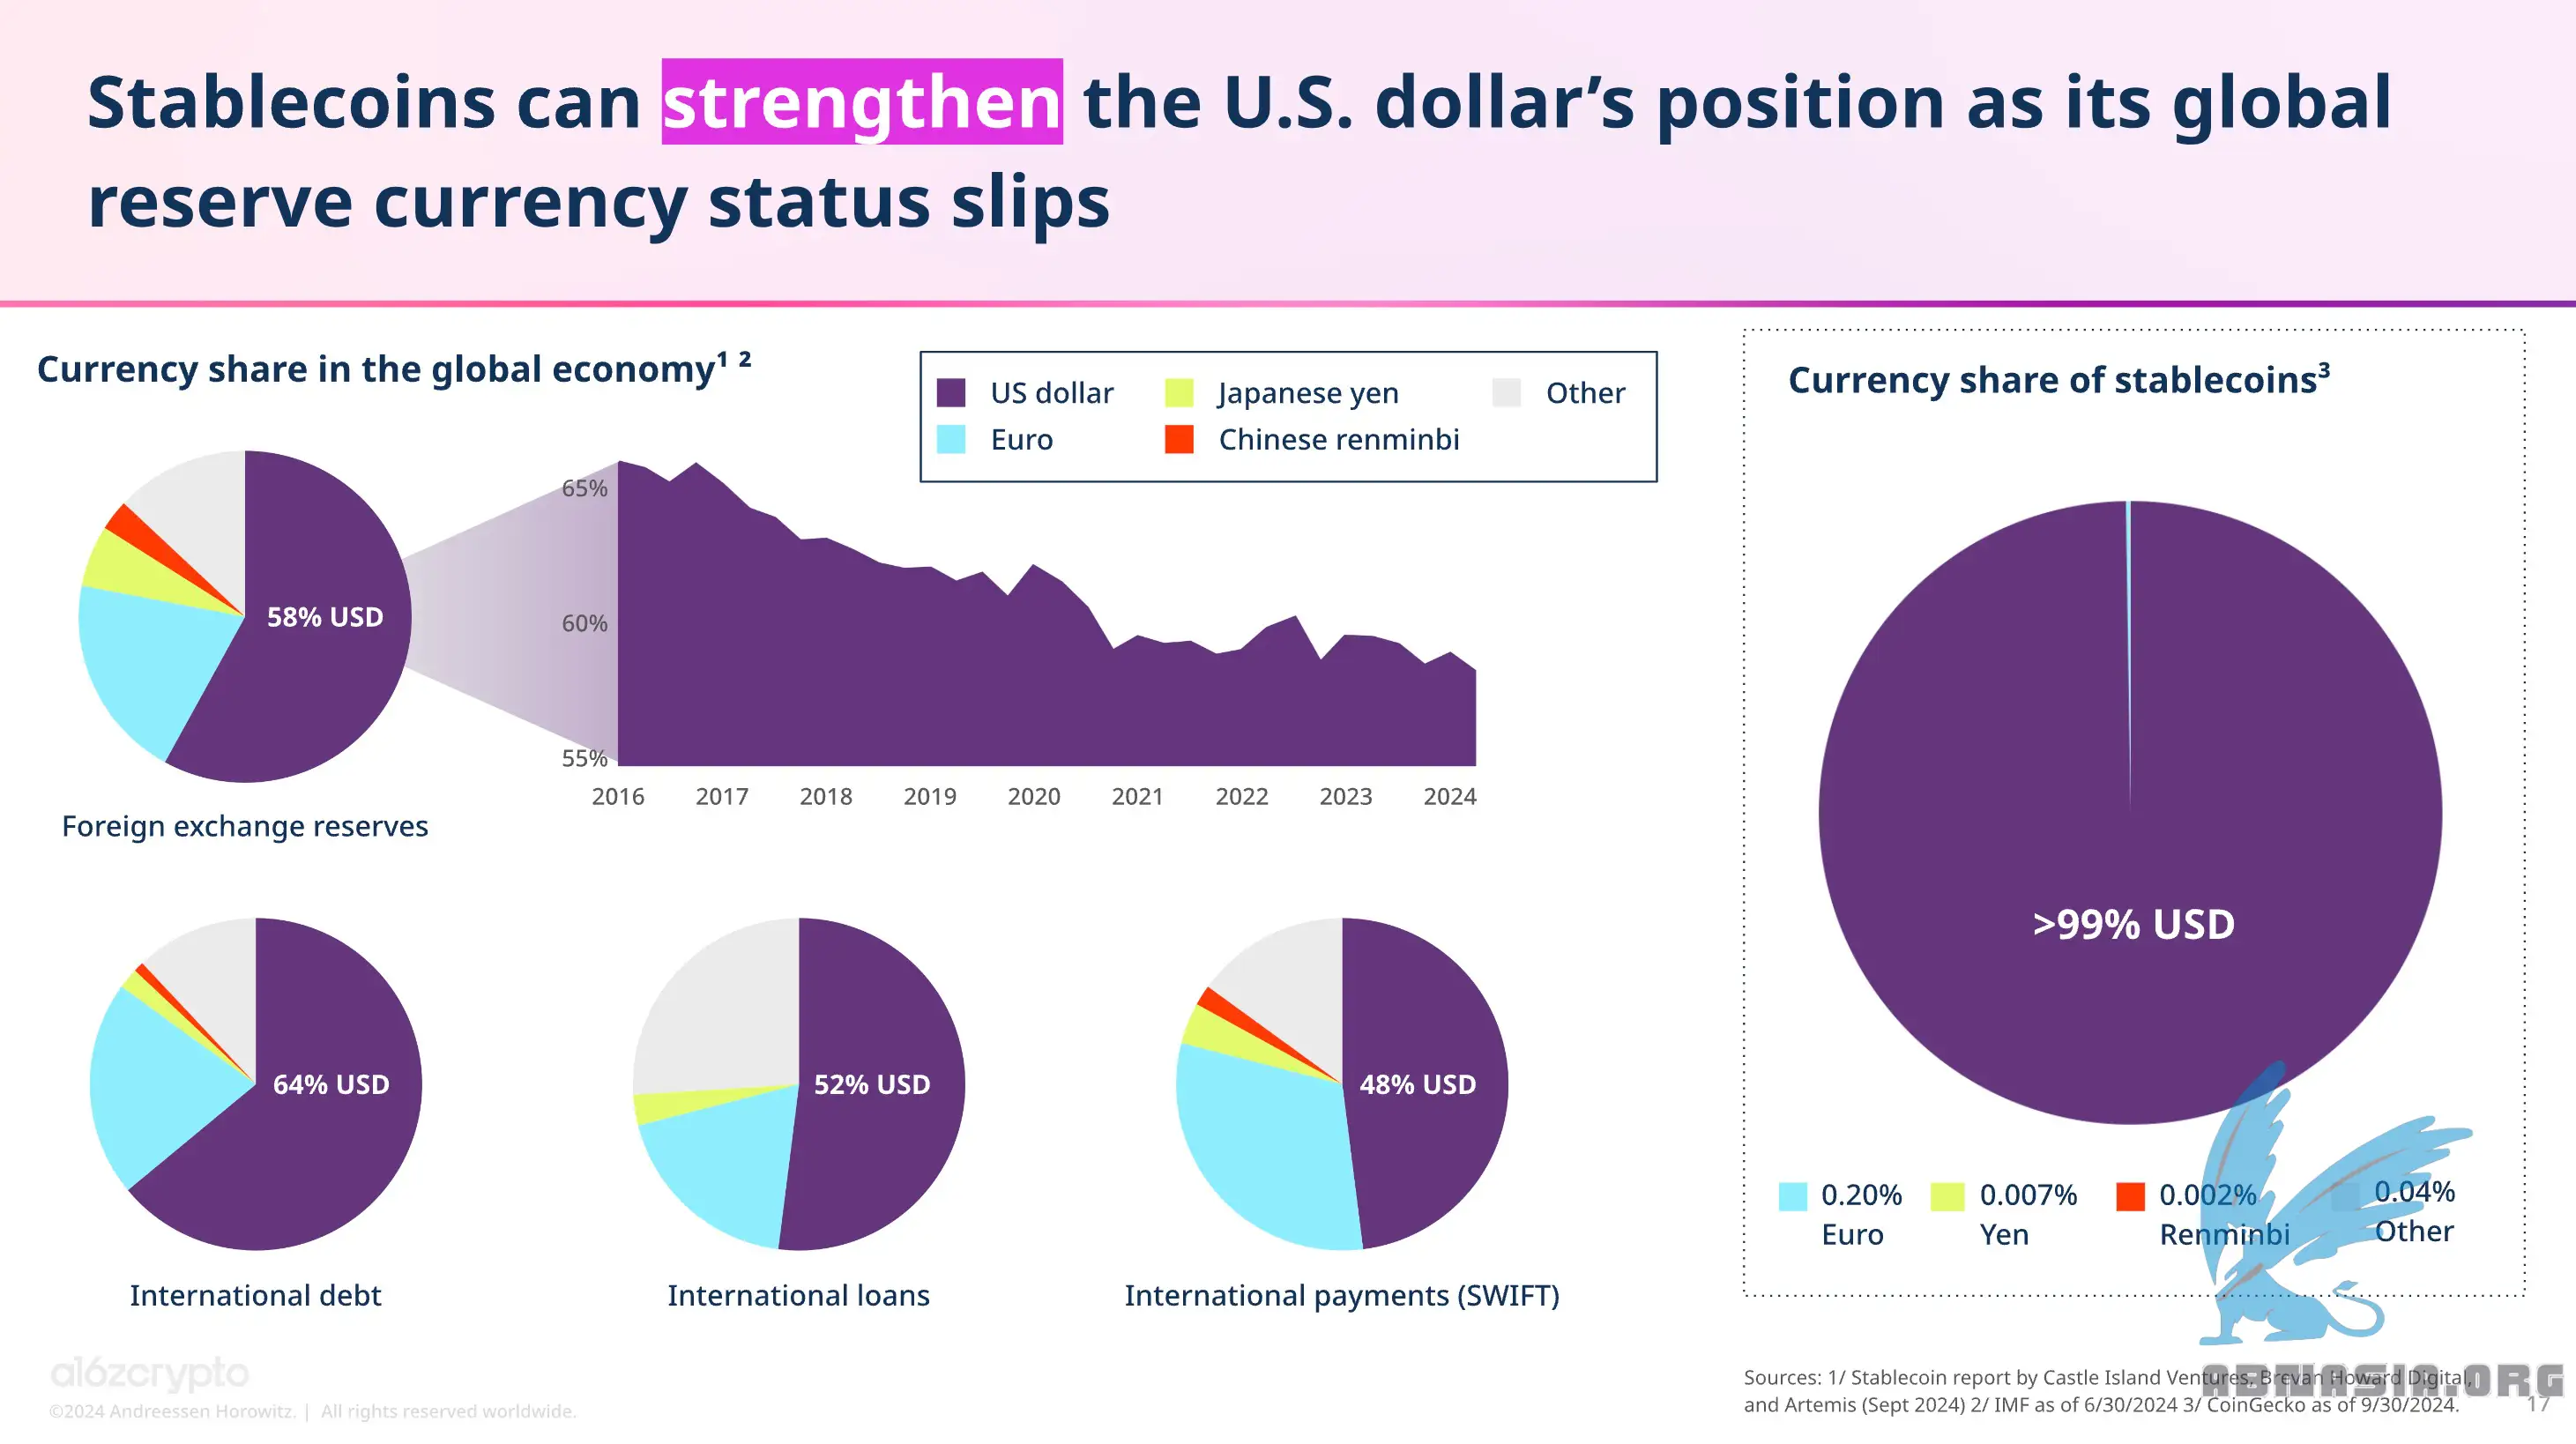 Stablecoins can strengthen the U.S. dollar’s position as its global
reserve currency status slips
Currency share in the global economy¹ ²
US dollar
Japanese yen
Other
Euro
Chinese renminbi
58% USD
Foreign exchange reserves
65%
60%
55%
2016 2017 2018 2019 2020 2021 2022 2023 2024
64% USD
International debt
52% USD
International loans
48% USD
International payments (SWIFT)
Currency share of stablecoins³
>99% USD
0.20%
Euro
0.007%
Yen
0.002%
Renminbi
0.04%
Other
a16zcrypto
©2024 Andreessen Horowitz. | All rights reserved worldwide.
Sources: 1/ Stablecoin report by Castle Island Ventures, Brevan Howard Digital,
and Artemis (Sept 2024) 2/ IMF as of 6/30/2024 3/ CoinGecko as of 9/30/2024.
ABNASIA.ORG
17